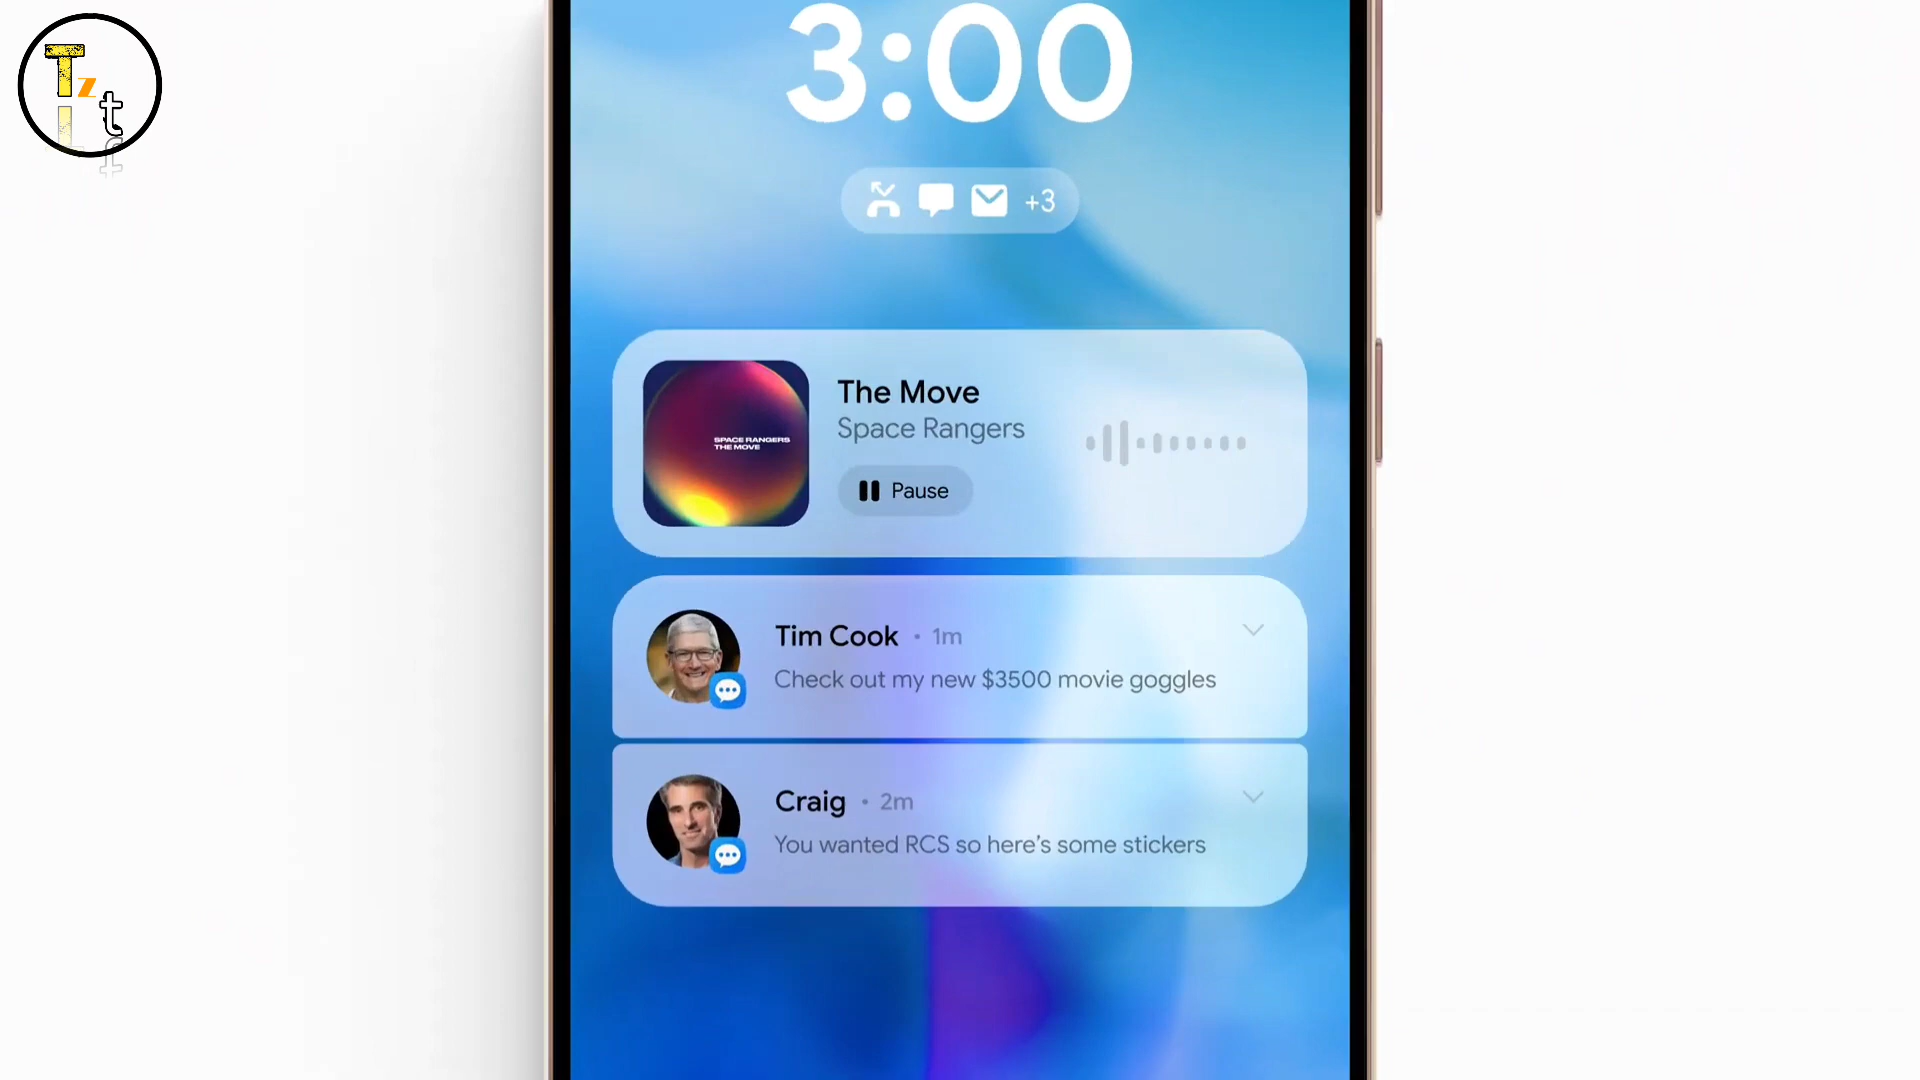 Tzt
3:00
+3
The Move
Space Rangers
SPACE RANGERS
THE MOVE
Pause
Tim Cook • 1m
Check out my new $3500 movie goggles
Craig • 2m
You wanted RCS so here's some stickers